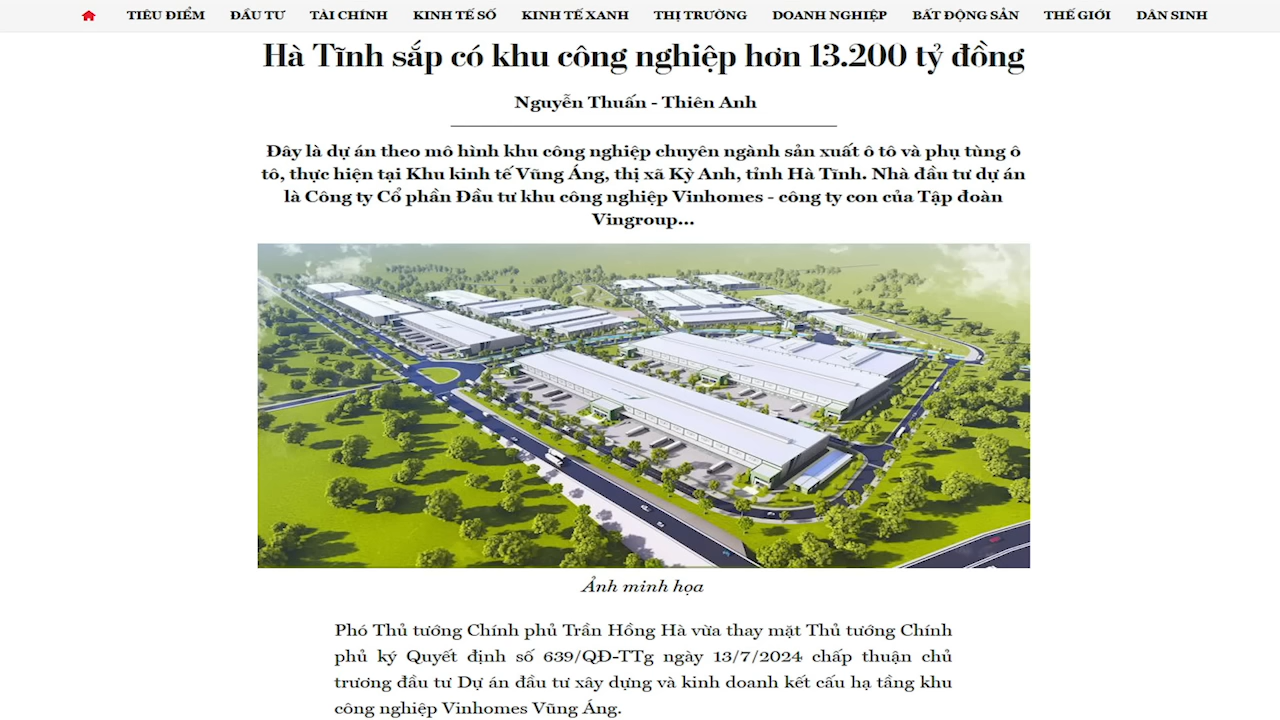 TIÊU ĐIỂM ĐẦU TƯ TÀI CHÍNH KINH TẾ SỐ KINH TẾ XANH THỊ TRƯỜNG DOANH NGHIỆP BẤT ĐỘNG SẢN THẾ GIỚI DÂN SINH
Hà Tĩnh sắp có khu công nghiệp hơn 13.200 tỷ đồng
Nguyễn Thuấn - Thiên Anh
Đây là dự án theo mô hình khu công nghiệp chuyên ngành sản xuất ô tô và phụ tùng ô
tô, thực hiện tại Khu kinh tế Vũng Áng, thị xã Kỳ Anh, tỉnh Hà Tĩnh. Nhà đầu tư dự án
là Công ty Cổ phần Đầu tư khu công nghiệp Vinhomes - công ty con của Tập đoàn
Vingroup...
Ảnh minh họa
Phó Thủ tướng Chính phủ Trần Hồng Hà vừa thay mặt Thủ tướng Chính
phủ ký Quyết định số 639/QĐ-TTg ngày 13/7/2024 chấp thuận chủ
trương đầu tư Dự án đầu tư xây dựng và kinh doanh kết cấu hạ tầng khu
công nghiệp Vinhomes Vũng Áng.